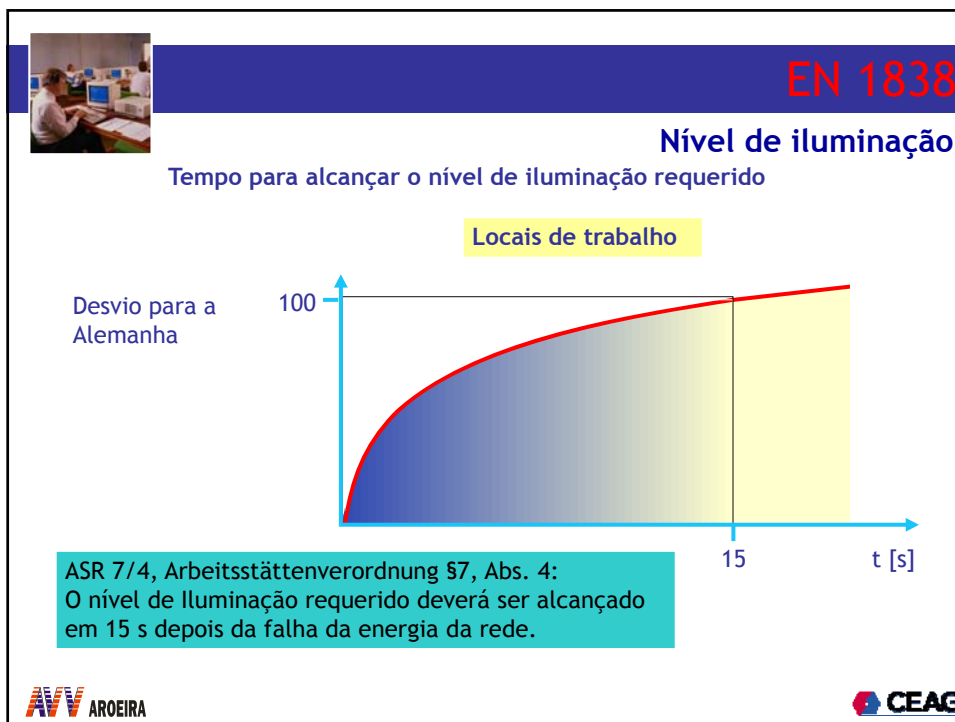 EN 1838
Nível de iluminação
Tempo para alcançar o nível de iluminação requerido
Locais de trabalho
Desvio para a
Alemanha
100
15
t [s]
ASR 7/4, Arbeitsstättenverordnung §7, Abs. 4:
O nível de Iluminação requerido deverá ser alcançado
em 15 s depois da falha da energia da rede.
AVV AROEIRA
CEAG